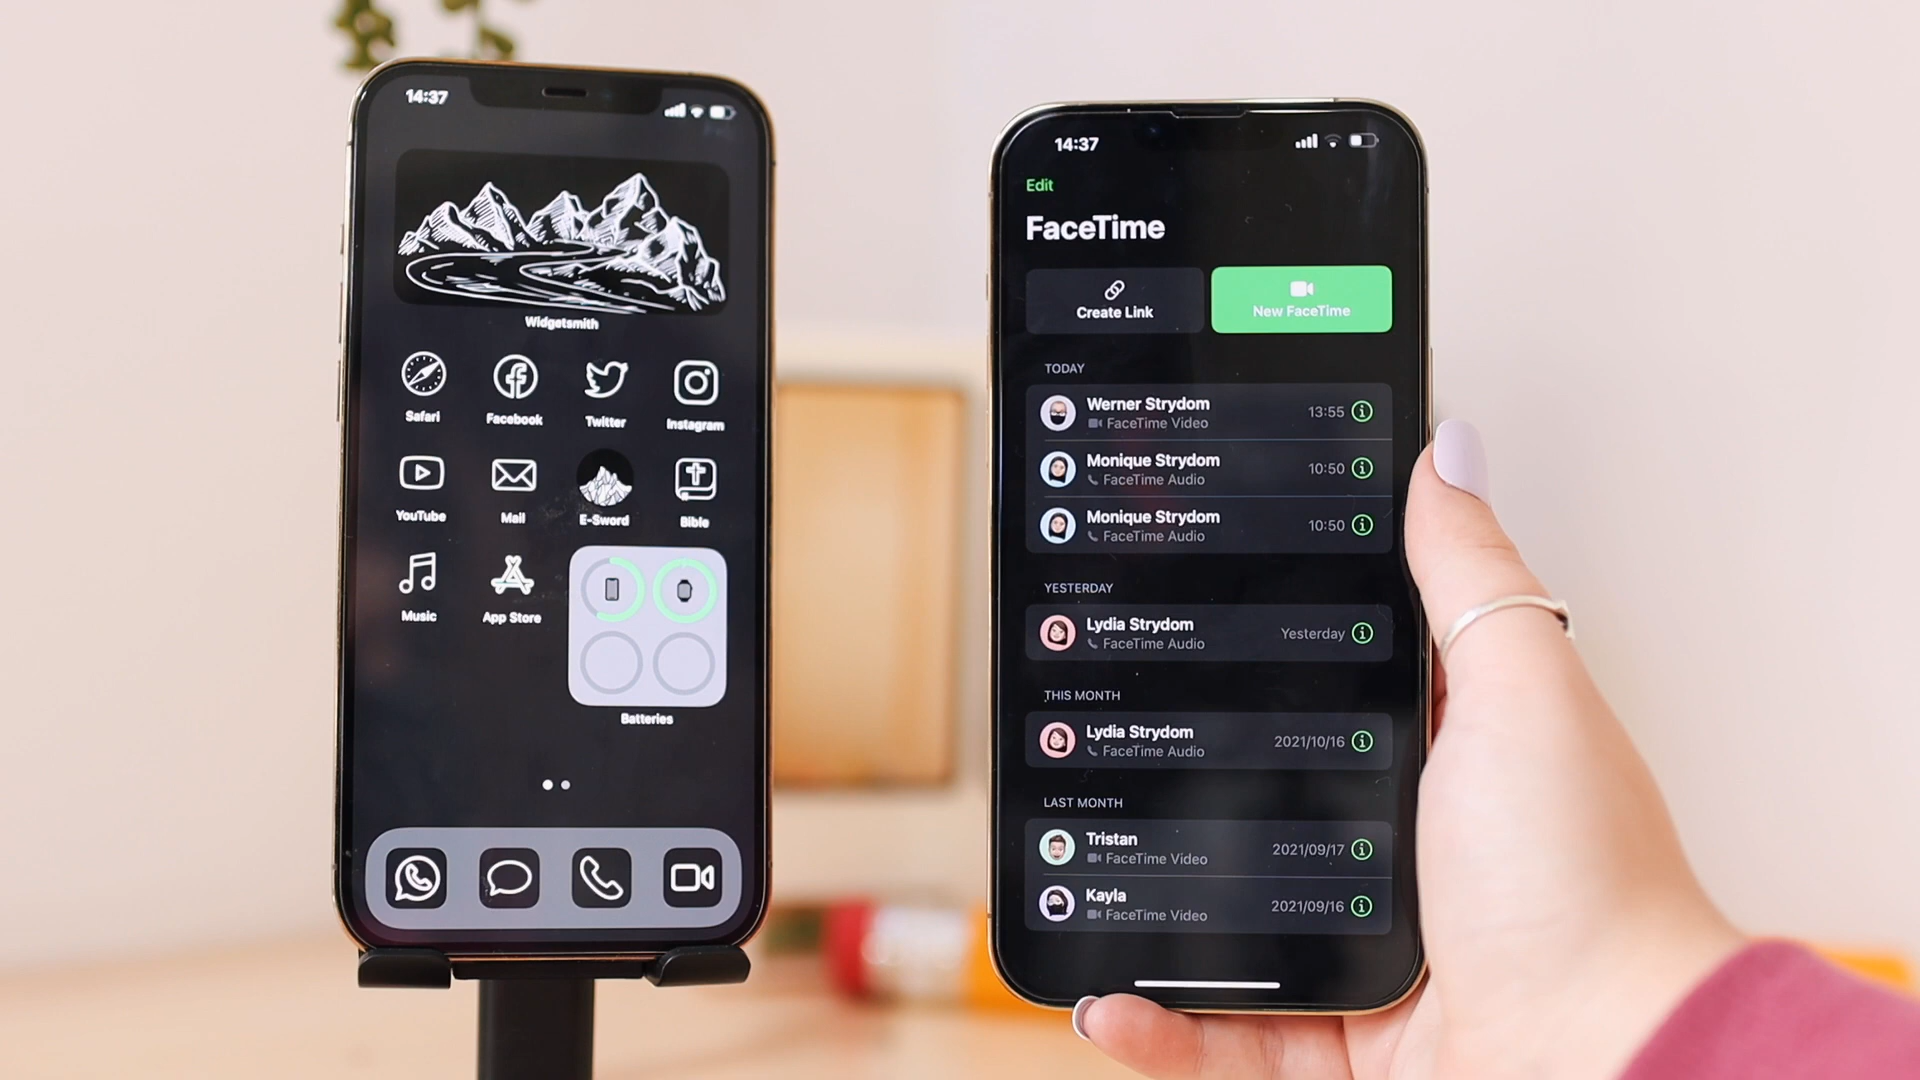 14:37
Widgetsmith
Safari Facebook Twitter Instagram
YouTube Mail E-Sword Bible
Music App Store
Batteries
14:37
Edit
FaceTime
Create Link New FaceTime
TODAY
Werner Strydom 13:55
FaceTime Video
Monique Strydom 10:50
FaceTime Audio
Monique Strydom 10:50
FaceTime Audio
YESTERDAY
Lydia Strydom Yesterday
FaceTime Audio
THIS MONTH
Lydia Strydom 2021/10/16
FaceTime Audio
LAST MONTH
Tristan 2021/09/17
FaceTime Video
Kayla 2021/09/16
FaceTime Video